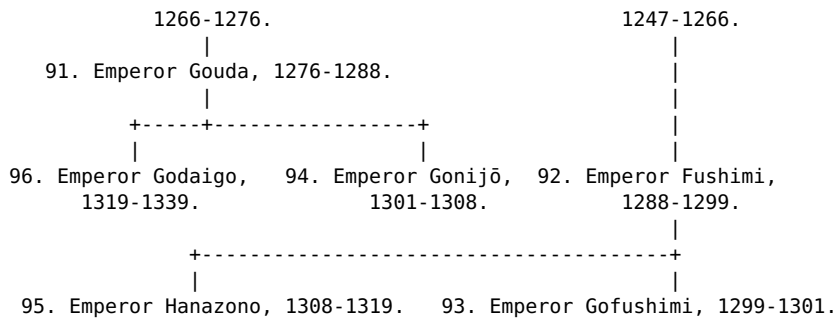 1266-1276. 1247-1266.
| |
91. Emperor Gouda, 1276-1288. |
| |
+-----+-----------------+ |
| | |
96. Emperor Godaigo, 94. Emperor Gonijō, 92. Emperor Fushimi,
1319-1339. 1301-1308. 1288-1299.
|
+---------------------------------------+
| |
95. Emperor Hanazono, 1308-1319. 93. Emperor Gofushimi, 1299-1301.